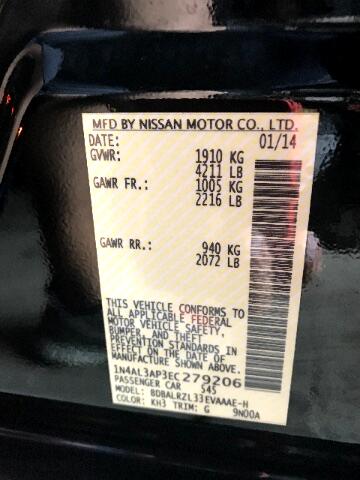 MFD BY NISSAN MOTOR CO., LTD.
DATE: 01/14
GVWR: 1910 KG
4211 LB
GAWR FR.: 1005 KG
2216 LB
GAWR RR.: 940 KG
2072 LB
THIS VEHICLE CONFORMS TO
ALL APPLICABLE FEDERAL
MOTOR VEHICLE SAFETY,
BUMPER, AND THEFT
PREVENTION STANDARDS IN
EFFECT ON THE DATE OF
MANUFACTURE SHOWN ABOVE.
1N4AL3AP3EC279206
PASSENGER CAR S45
MODEL: BDBALRZL33EVAAAE-H
COLOR: KH3 TRIM: G 9N00A